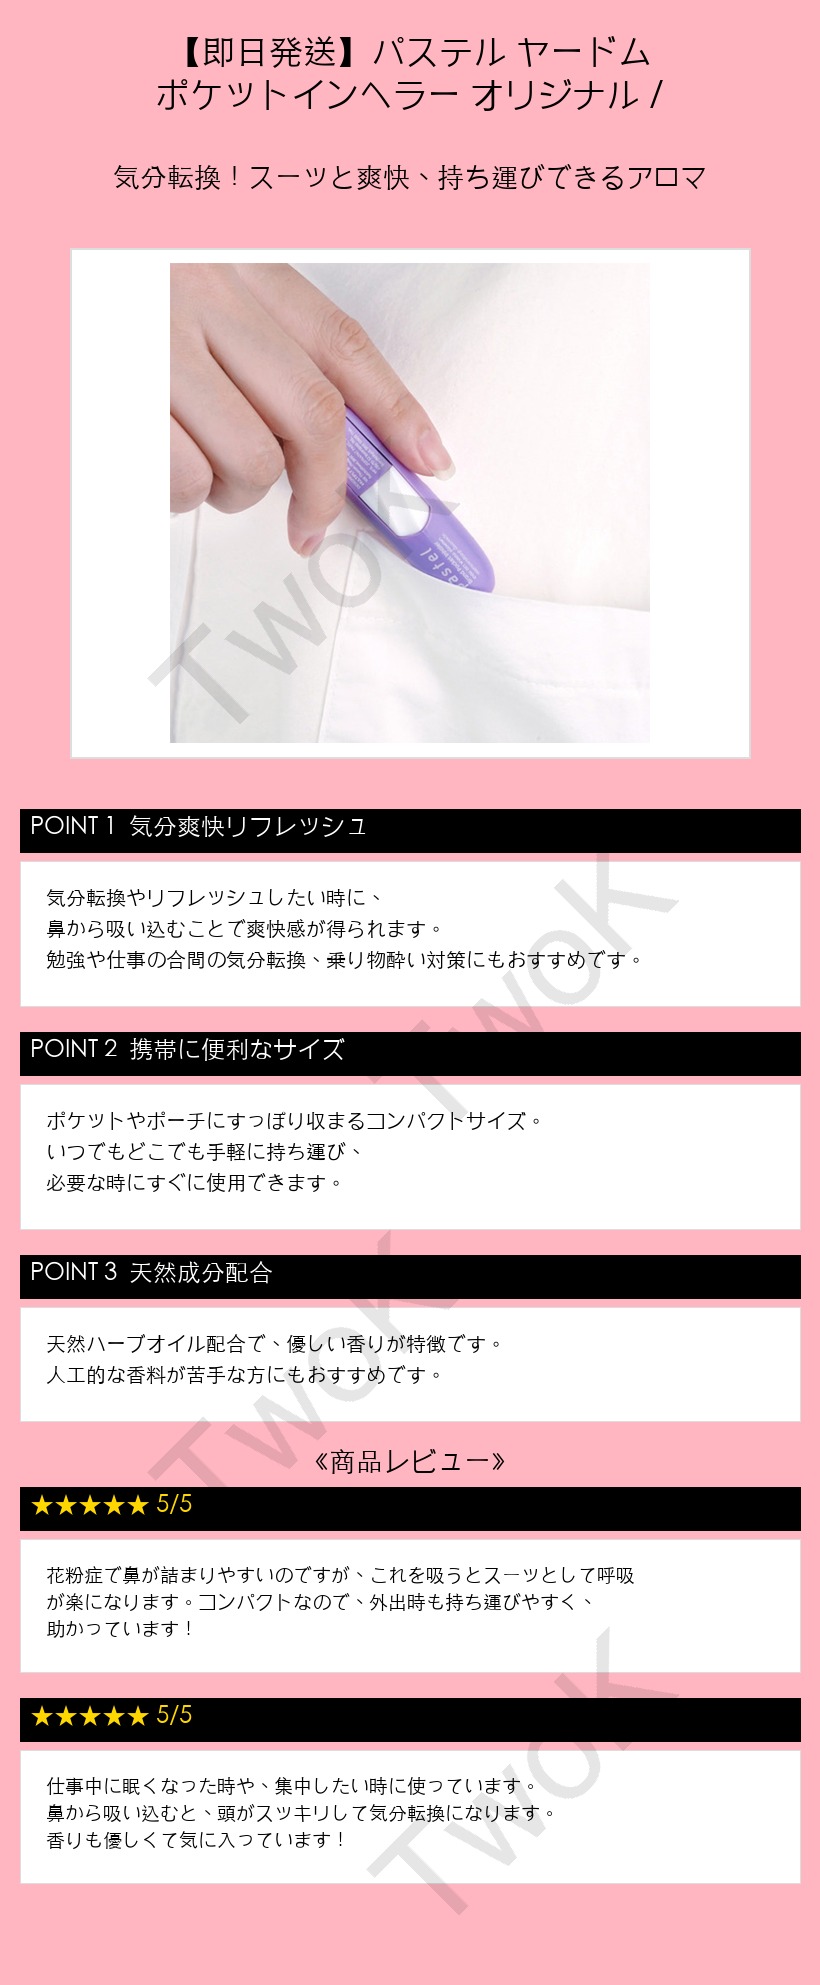 【即日発送】パステル ヤードム
ポケットインヘラー オリジナル /
気分転換！スーッと爽快、持ち運びできるアロマ
pastel
TwoK
POINT 1 気分爽快リフレッシュ
気分転換やリフレッシュしたい時に、
鼻から吸い込むことで爽快感が得られます。
勉強や仕事の合間の気分転換、乗り物酔い対策にもおすすめです。
TwoK
POINT 2 携帯に便利なサイズ
ポケットやポーチにすっぽり収まるコンパクトサイズ。
いつでもどこでも手軽に持ち運び、
必要な時にすぐに使用できます。
POINT 3 天然成分配合
天然ハーブオイル配合で、優しい香りが特徴です。
人工的な香料が苦手な方にもおすすめです。
TwoK
《商品レビュー》
★★★★★ 5/5
花粉症で鼻が詰まりやすいのですが、これを吸うとスーッとして呼吸
が楽になります。コンパクトなので、外出時も持ち運びやすく、
助かっています！
★★★★★ 5/5
仕事中に眠くなった時や、集中したい時に使っています。
鼻から吸い込むと、頭がスッキリして気分転換になります。
香りも優しくて気に入っています！
TwoK